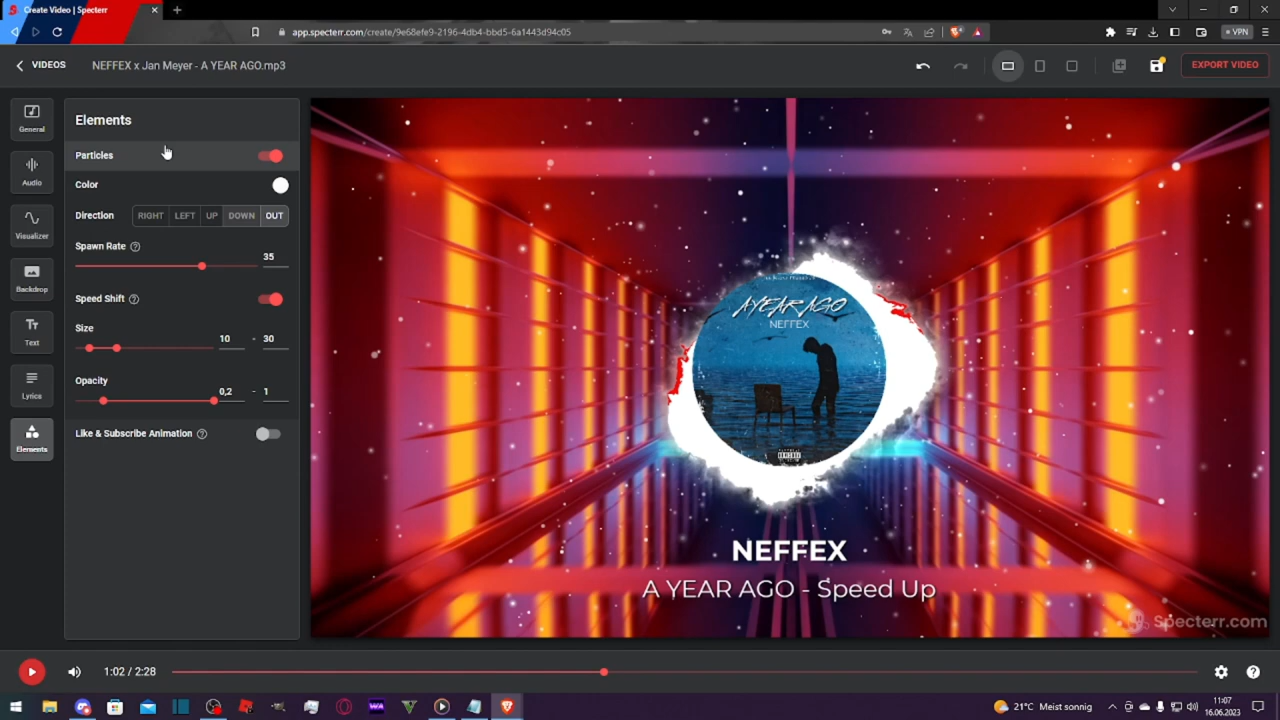 Create Video | Specterr
app.specterr.com/create/9e68efe9-2196-4db4-bbd5-6a1443d94c05
VPN
VIDEOS
NEFFEX x Jan Meyer - A YEAR AGO.mp3
EXPORT VIDEO
General
Audio
Visualizer
Backdrop
Text
Lyrics
Elements
Elements
Particles
Color
Direction
RIGHT LEFT UP DOWN OUT
Spawn Rate
35
Speed Shift
Size
10 - 30
Opacity
0,2 - 1
Like & Subscribe Animation
A YEAR AGO
NEFFEX
NEFFEX
A YEAR AGO - Speed Up
Specterr.com
1:02 / 2:28
WA
21°C Meist sonnig
11:07
16.06.2023